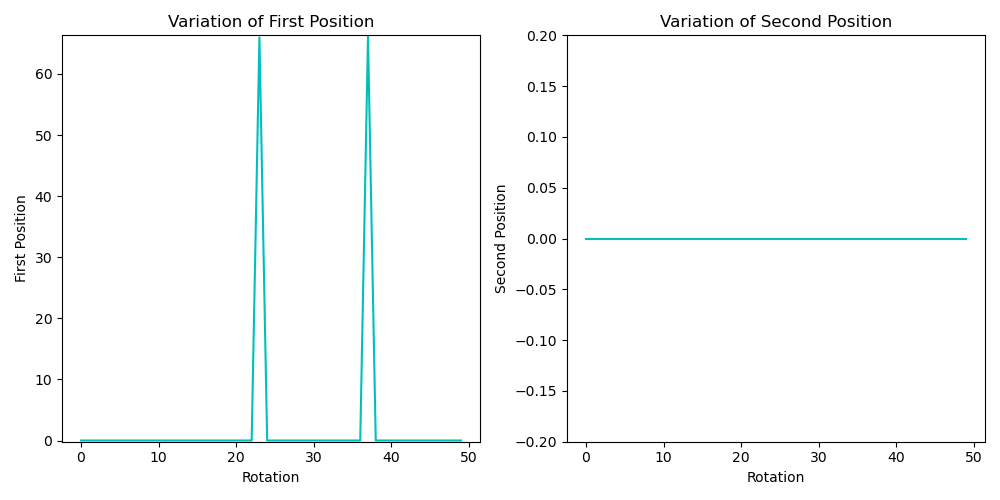 Variation of First Position
60
50
40
30
20
10
0
First Position
0 10 20 30 40 50
Rotation
Variation of Second Position
0.20
0.15
0.10
0.05
0.00
−0.05
−0.10
−0.15
−0.20
Second Position
0 10 20 30 40 50
Rotation